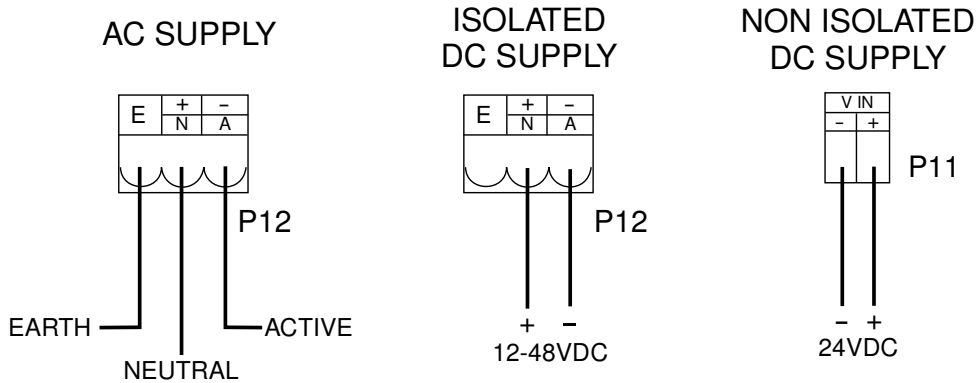 AC SUPPLY
E
+ −
N A
P12
EARTH
NEUTRAL
ACTIVE
ISOLATED
DC SUPPLY
E
+ −
N A
P12
+ −
12-48VDC
NON ISOLATED
DC SUPPLY
V IN
− +
P11
− +
24VDC